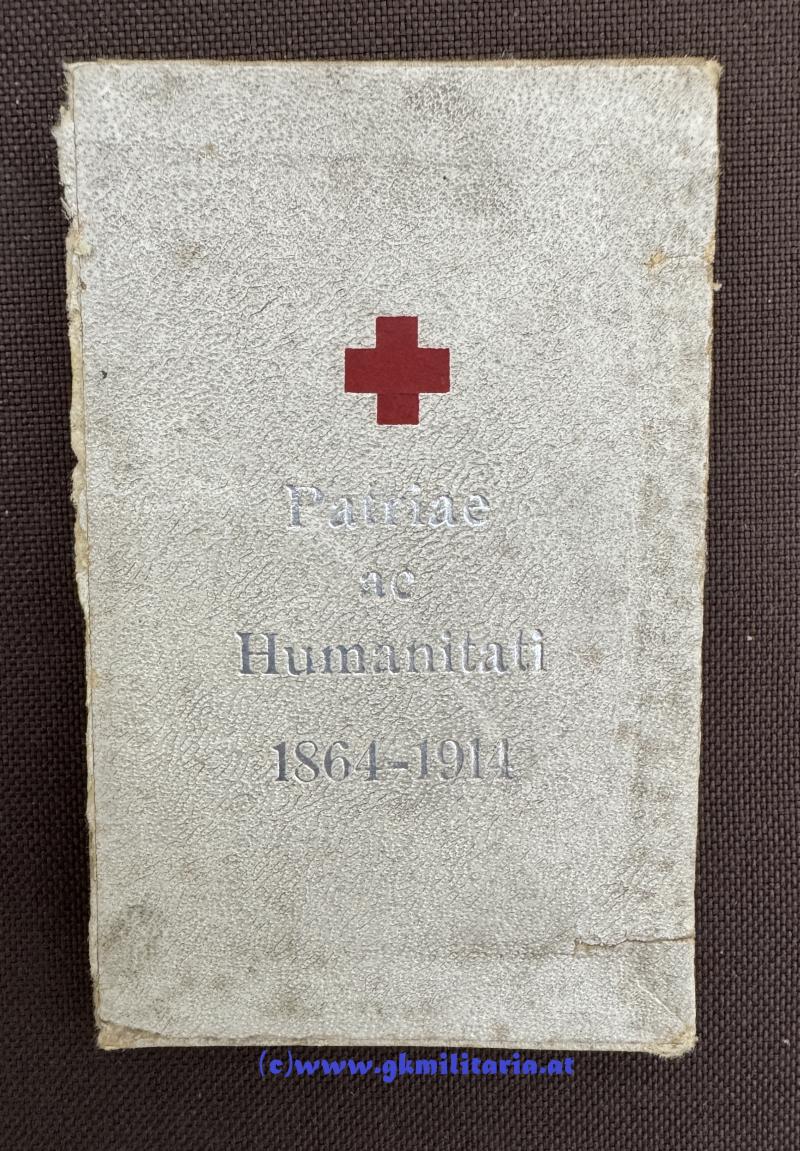 Patriae
ac
Humanitati
1864-1914
(c)www.gkmilitaria.at